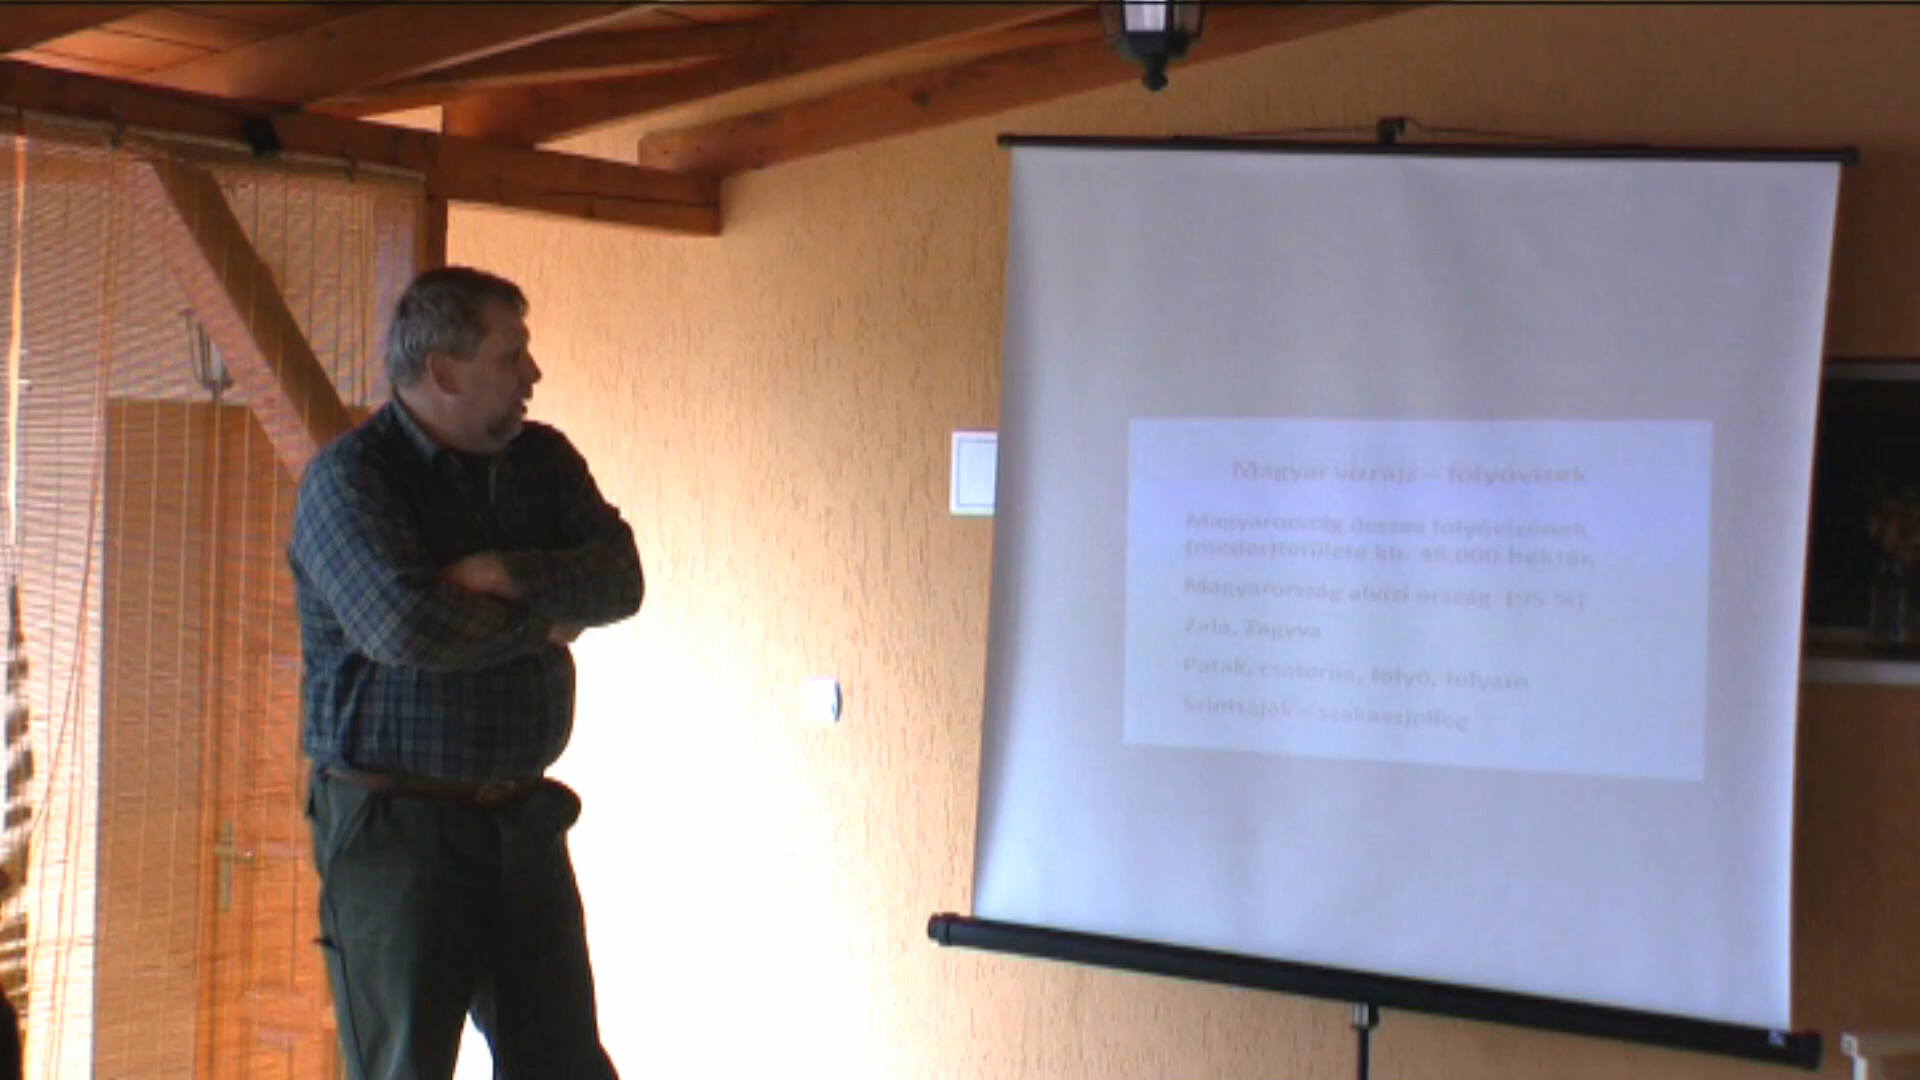 Magyar vízrajz – folyóvizek
Magyarország összes folyóvizének
(meder)területe kb. 48 000 hektár.
Magyarország alvízi ország (95 %)
Zala, Zagyva
Patak, csatorna, folyó, folyam
Szinttájak – szakaszjelleg